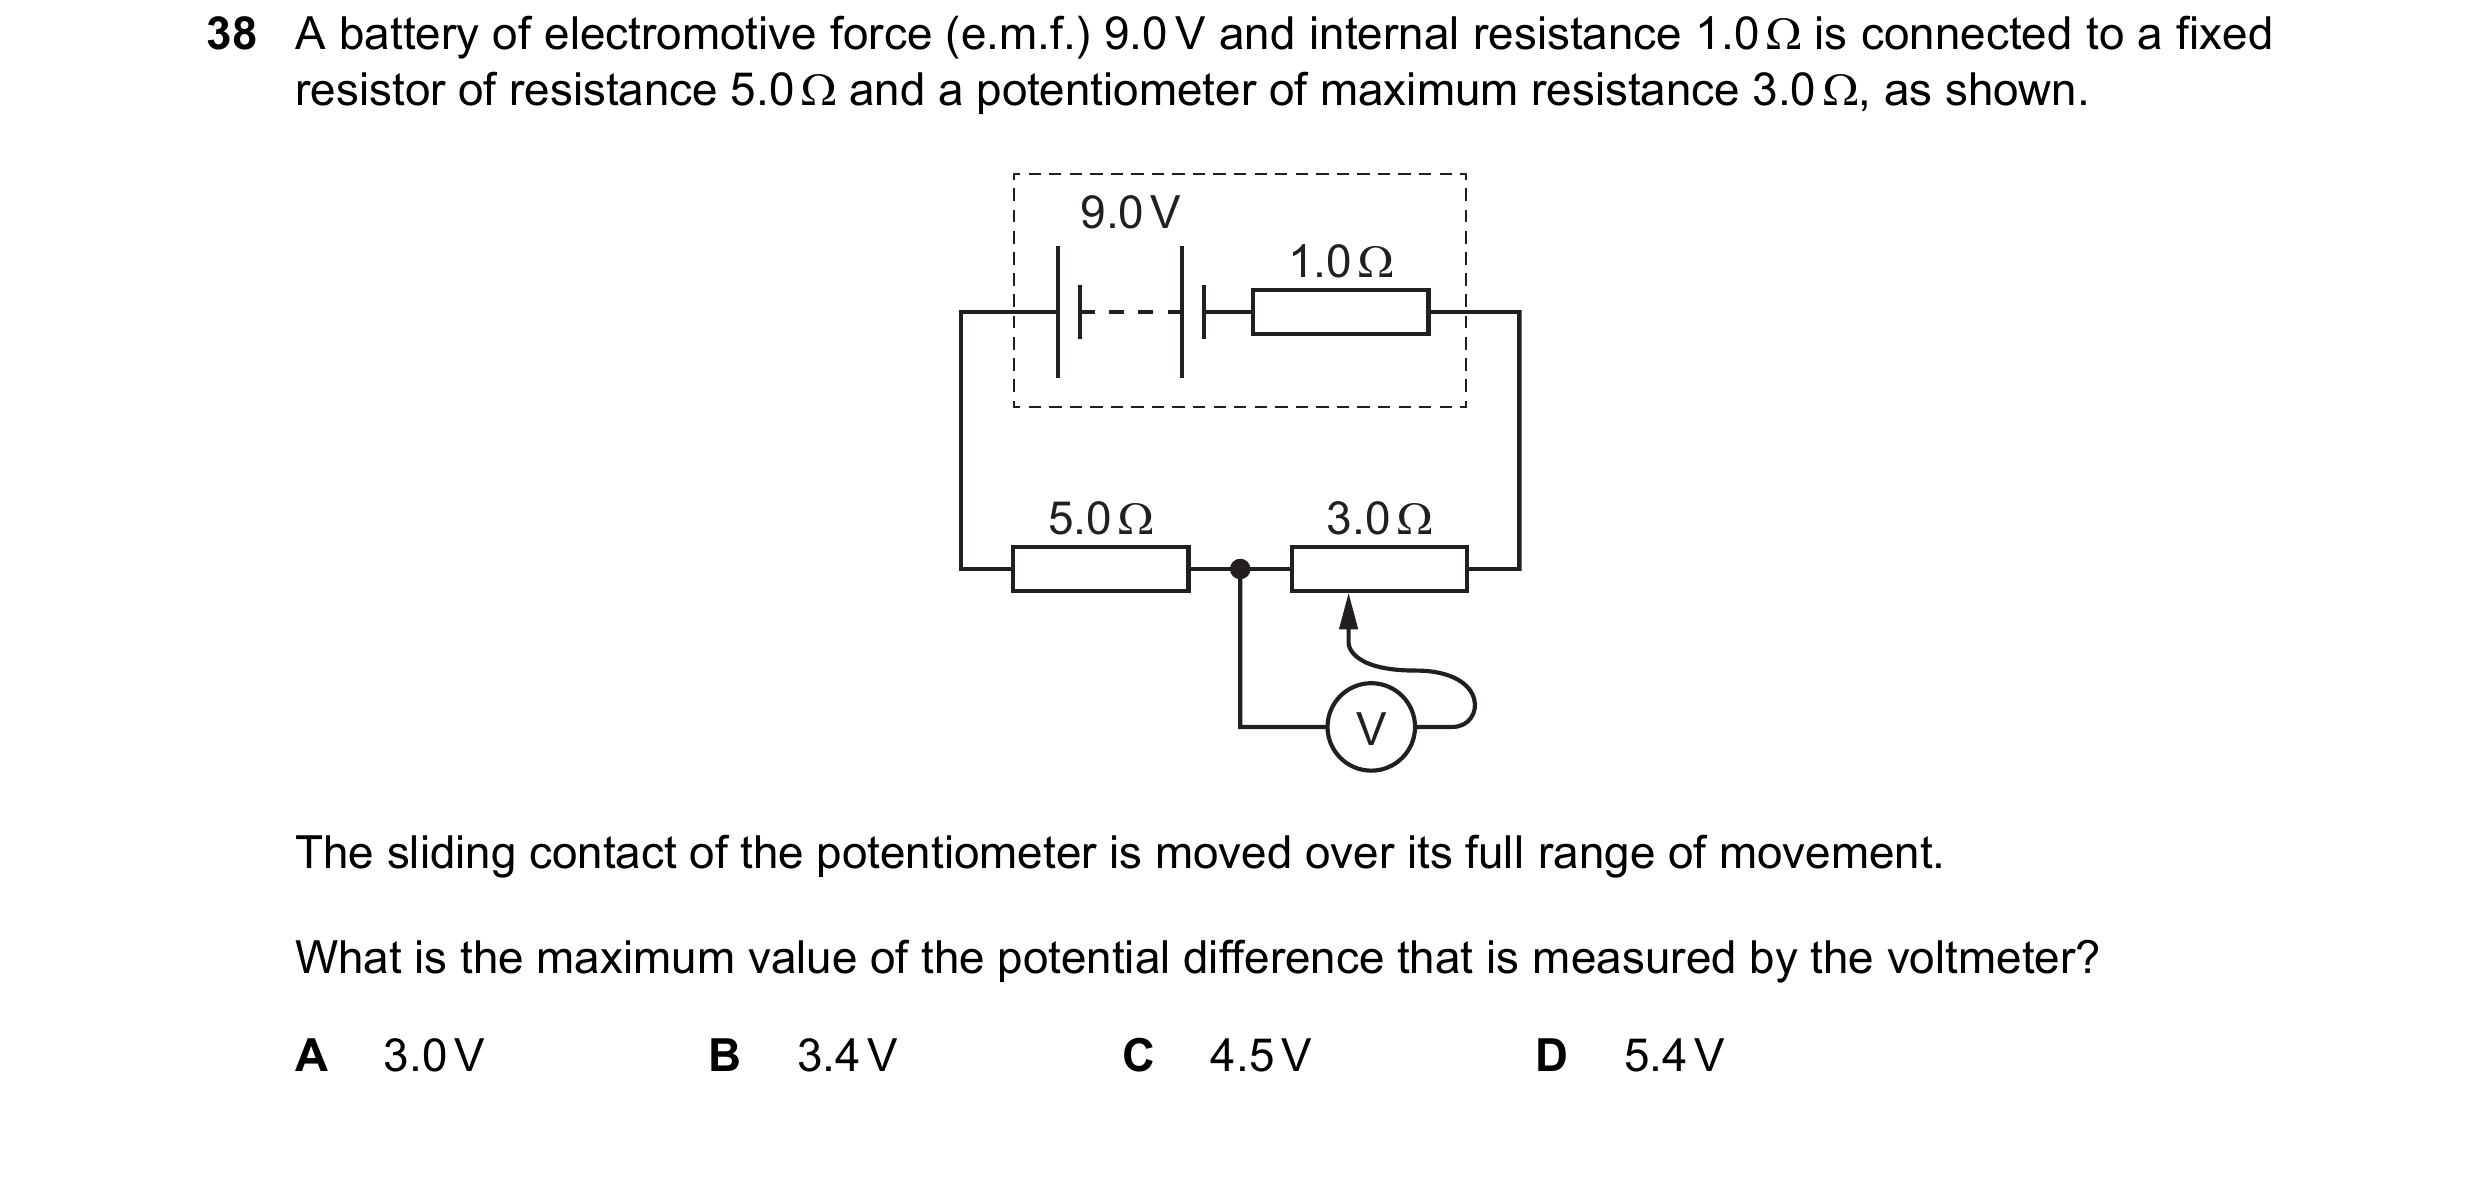 38 A battery of electromotive force (e.m.f.) 9.0 V and internal resistance 1.0 Ω is connected to a fixed
resistor of resistance 5.0 Ω and a potentiometer of maximum resistance 3.0 Ω, as shown.
9.0 V
1.0 Ω
5.0 Ω 3.0 Ω
V
The sliding contact of the potentiometer is moved over its full range of movement.
What is the maximum value of the potential difference that is measured by the voltmeter?
A 3.0 V B 3.4 V C 4.5 V D 5.4 V